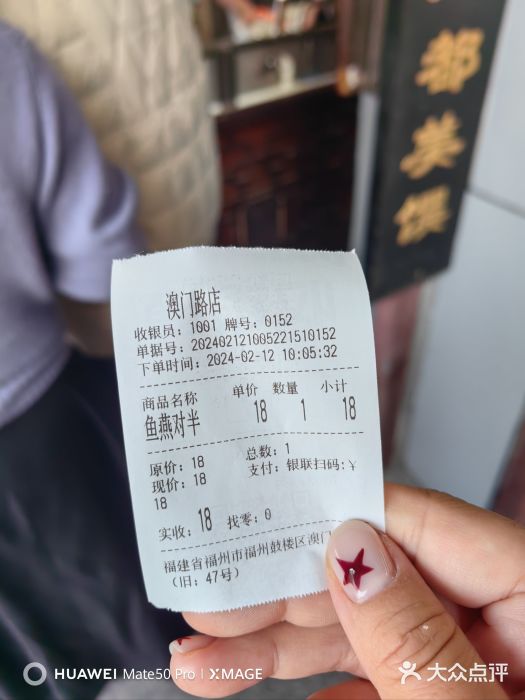 都
美
馔
澳门路店
收银员：1001 牌号：0152
单据号：202402121005221510152
下单时间：2024-02-12 10:05:32
商品名称 单价 数量 小计
鱼燕对半 18 1 18
原价：18 总数：1
现价：18 支付：银联扫码：¥
18
实收：18 找零：0
福建省福州市福州鼓楼区澳门
（旧：47号）
HUAWEI Mate50 Pro | XMAGE
大众点评